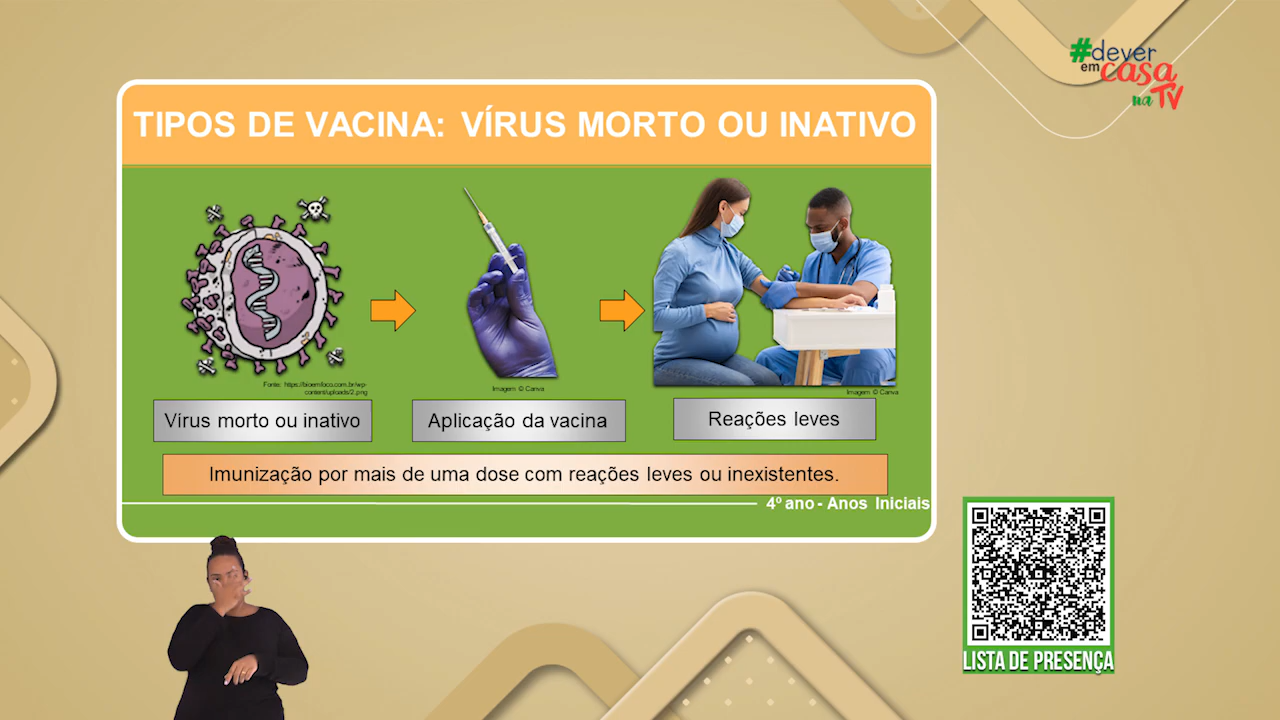 #dever
em casa
na TV
TIPOS DE VACINA: VÍRUS MORTO OU INATIVO
Fonte: https://bioemfoco.com.br/wp-
content/uploads/2.png
Imagem © Canva
Imagem © Canva
Vírus morto ou inativo
Aplicação da vacina
Reações leves
Imunização por mais de uma dose com reações leves ou inexistentes.
4º ano - Anos Iniciais
LISTA DE PRESENÇA